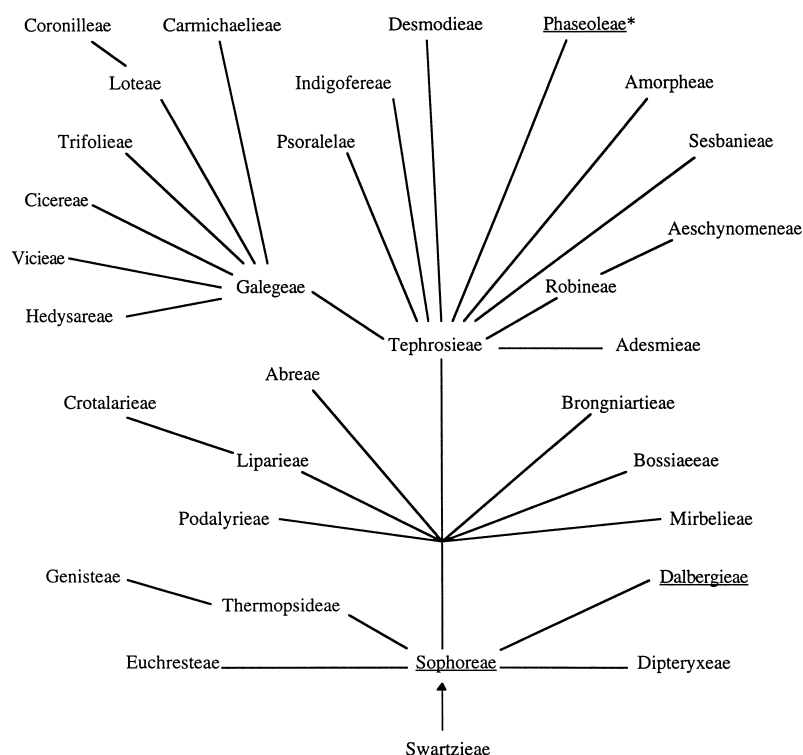 Coronilleae Carmichaelieae Desmodieae Phaseoleae*
Loteae Indigofereae Amorpheae
Trifolieae Psoralelae Sesbanieae
Cicereae
Aeschynomeneae
Vicieae
Galegeae Robineae
Hedysareae
Tephrosieae Adesmieae
Abreae
Crotalarieae Brongniartieae
Liparieae Bossiaeeae
Podalyrieae Mirbelieae
Genisteae Dalbergieae
Thermopsideae
Euchresteae Sophoreae Dipteryxeae
Swartzieae